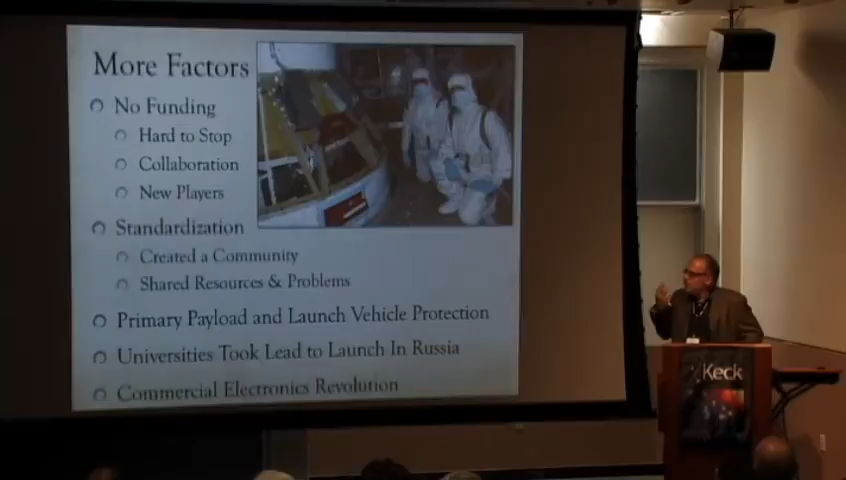 More Factors
No Funding
Hard to Stop
Collaboration
New Players
Standardization
Created a Community
Shared Resources & Problems
Primary Payload and Launch Vehicle Protection
Universities Took Lead to Launch In Russia
Commercial Electronics Revolution
Keck